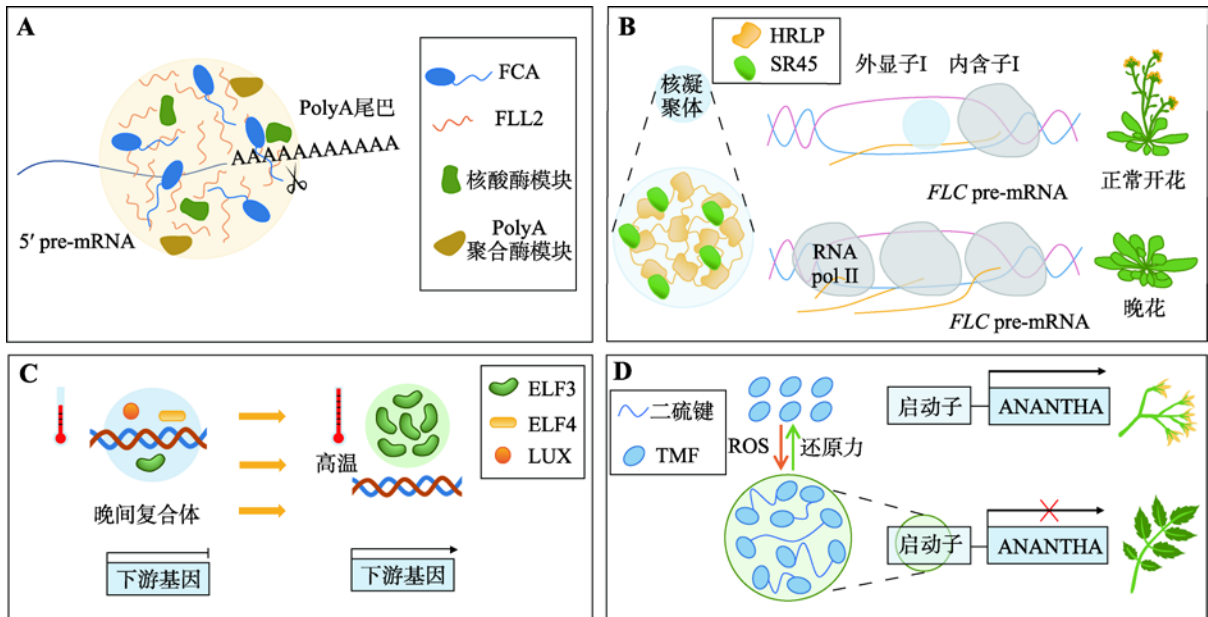 A
FCA
FLL2
核酸酶模块
PolyA
聚合酶模块
PolyA尾巴
AAAAAAAAAAA
5′ pre-mRNA
B
HRLP
SR45
核凝
聚体
外显子I
内含子I
FLC pre-mRNA
正常开花
RNA
pol II
FLC pre-mRNA
晚花
C
ELF3
ELF4
LUX
高温
晚间复合体
下游基因
下游基因
D
二硫键
TMF
ROS
还原力
启动子
ANANTHA
启动子
ANANTHA